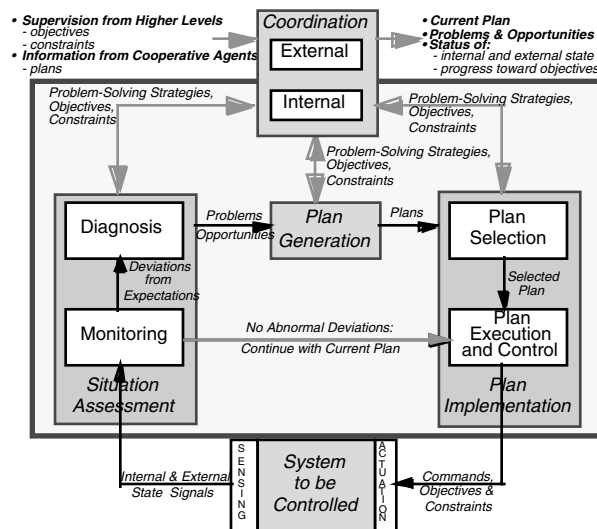 • Supervision from Higher Levels
- objectives
- constraints
• Information from Cooperative Agents
- plans
Coordination
External
Internal
• Current Plan
• Problems & Opportunities
• Status of:
- internal and external state
- progress toward objectives
Problem-Solving Strategies,
Objectives,
Constraints
Problem-Solving Strategies,
Objectives,
Constraints
Problem-Solving Strategies,
Objectives,
Constraints
Diagnosis
Problems
Opportunities
Plan
Generation
Plans
Plan
Selection
Deviations
from
Expectations
Selected
Plan
Monitoring
No Abnormal Deviations:
Continue with Current Plan
Plan
Execution
and Control
Situation
Assessment
Plan
Implementation
SENSING
System
to be
Controlled
ACTUATION
Internal & External
State Signals
Commands,
Objectives &
Constraints